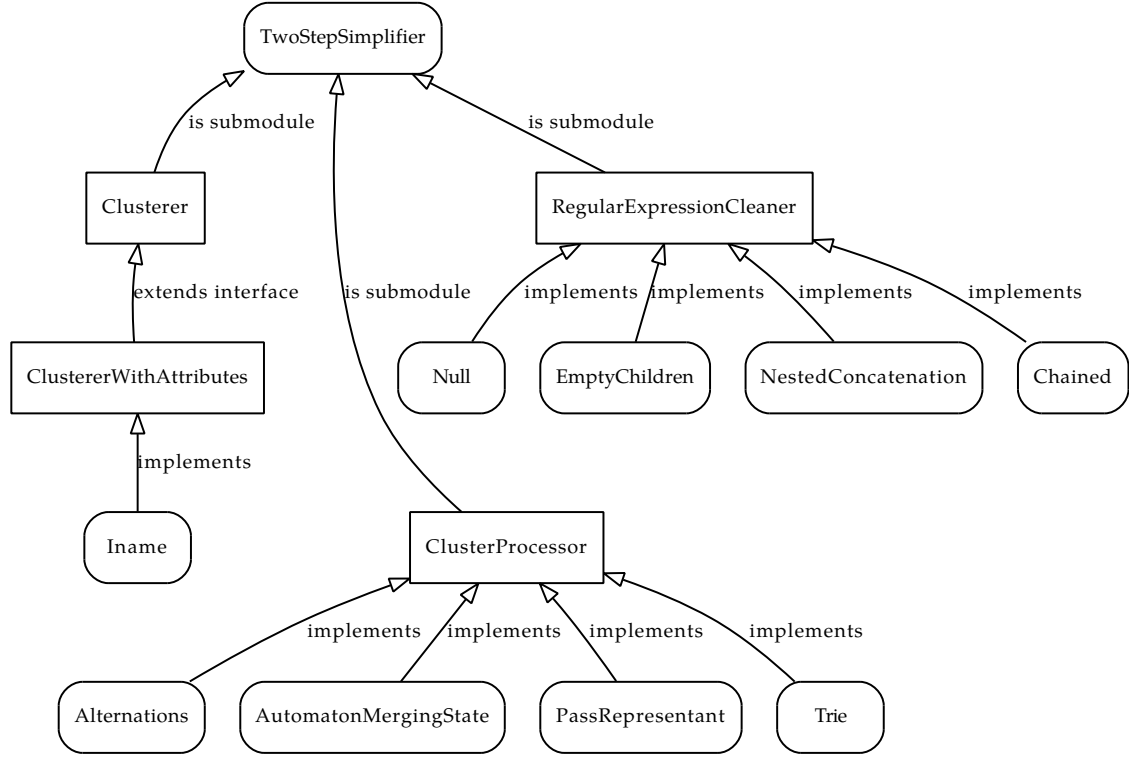 TwoStepSimplifier
is submodule
is submodule
Clusterer
RegularExpressionCleaner
extends interface
is submodule
implements
implements
implements
implements
ClustererWithAttributes
Null
EmptyChildren
NestedConcatenation
Chained
implements
Iname
ClusterProcessor
implements
implements
implements
implements
Alternations
AutomatonMergingState
PassRepresentant
Trie